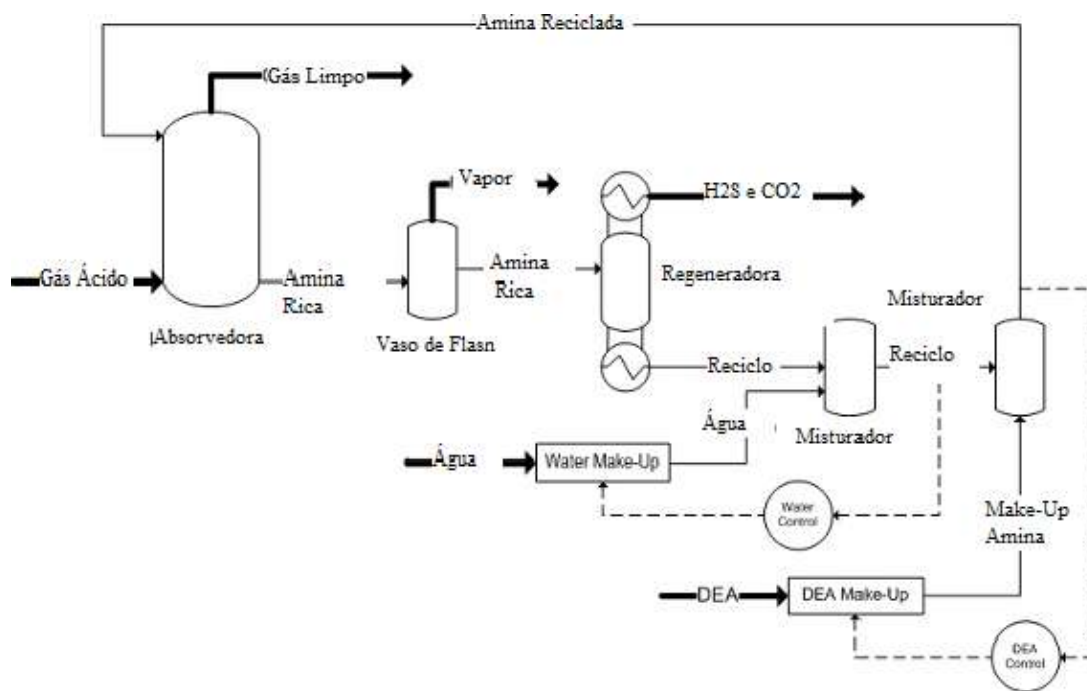 Amina Reciclada
Gás Limpo
Vapor
H2S e CO2
Gás Ácido
Amina
Rica
Amina
Rica
Regeneradora
Misturador
Absorvedora
Vaso de Flasn
Reciclo
Reciclo
Água
Misturador
Água
Water Make-Up
Water
Control
Make-Up
Amina
DEA
DEA Make-Up
DEA
Control